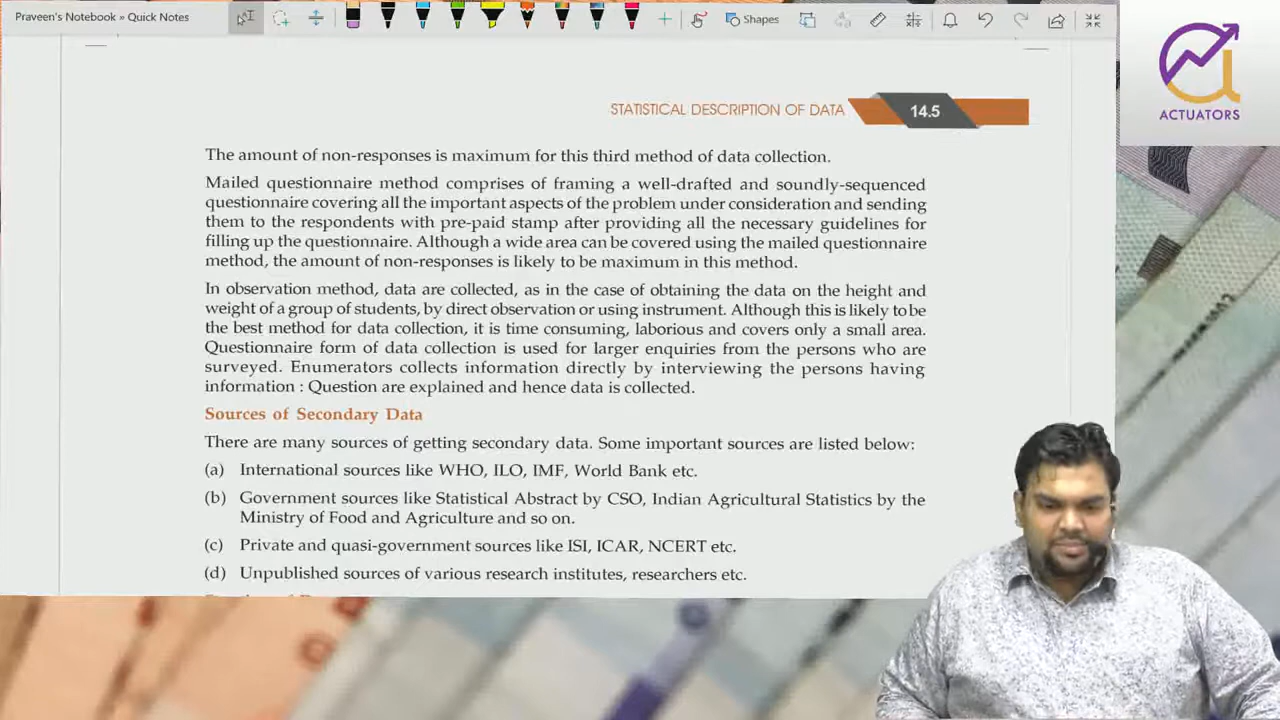 Praveen's Notebook » Quick Notes
Shapes
ACTUATORS
STATISTICAL DESCRIPTION OF DATA 14.5
The amount of non-responses is maximum for this third method of data collection.
Mailed questionnaire method comprises of framing a well-drafted and soundly-sequenced
questionnaire covering all the important aspects of the problem under consideration and sending
them to the respondents with pre-paid stamp after providing all the necessary guidelines for
filling up the questionnaire. Although a wide area can be covered using the mailed questionnaire
method, the amount of non-responses is likely to be maximum in this method.
In observation method, data are collected, as in the case of obtaining the data on the height and
weight of a group of students, by direct observation or using instrument. Although this is likely to be
the best method for data collection, it is time consuming, laborious and covers only a small area.
Questionnaire form of data collection is used for larger enquiries from the persons who are
surveyed. Enumerators collects information directly by interviewing the persons having
information : Question are explained and hence data is collected.
Sources of Secondary Data
There are many sources of getting secondary data. Some important sources are listed below:
(a) International sources like WHO, ILO, IMF, World Bank etc.
(b) Government sources like Statistical Abstract by CSO, Indian Agricultural Statistics by the
Ministry of Food and Agriculture and so on.
(c) Private and quasi-government sources like ISI, ICAR, NCERT etc.
(d) Unpublished sources of various research institutes, researchers etc.